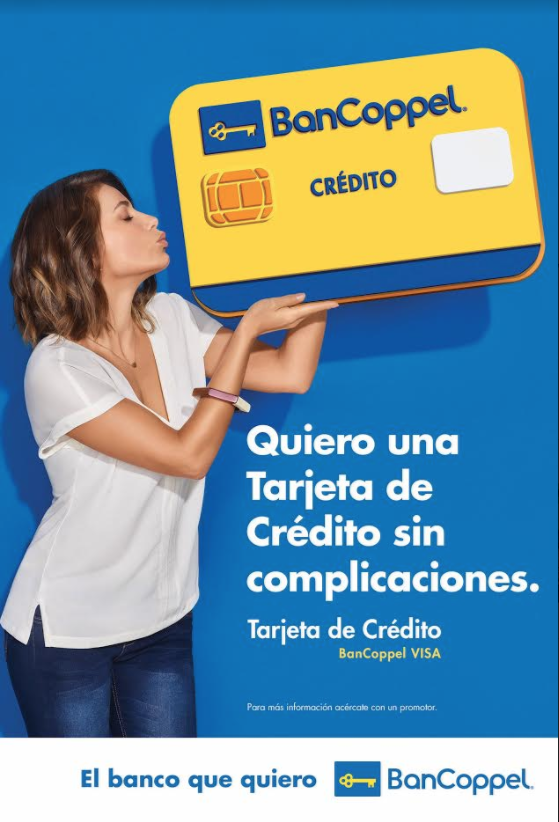 BanCoppel.
CRÉDITO
Quiero una
Tarjeta de
Crédito sin
complicaciones.
Tarjeta de Crédito
BanCoppel VISA
Para más información acércate con un promotor.
El banco que quiero BanCoppel.